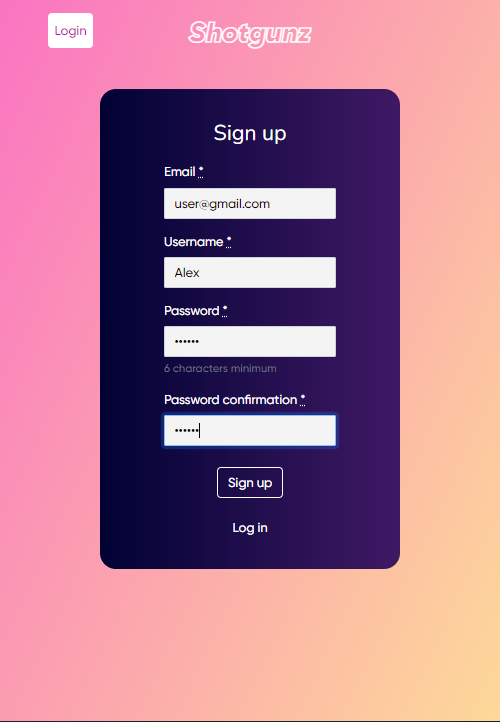 Login
Shotgunz
Sign up
Email *
user@gmail.com
Username *
Alex
Password *
••••••
6 characters minimum
Password confirmation *
••••••
Sign up
Log in